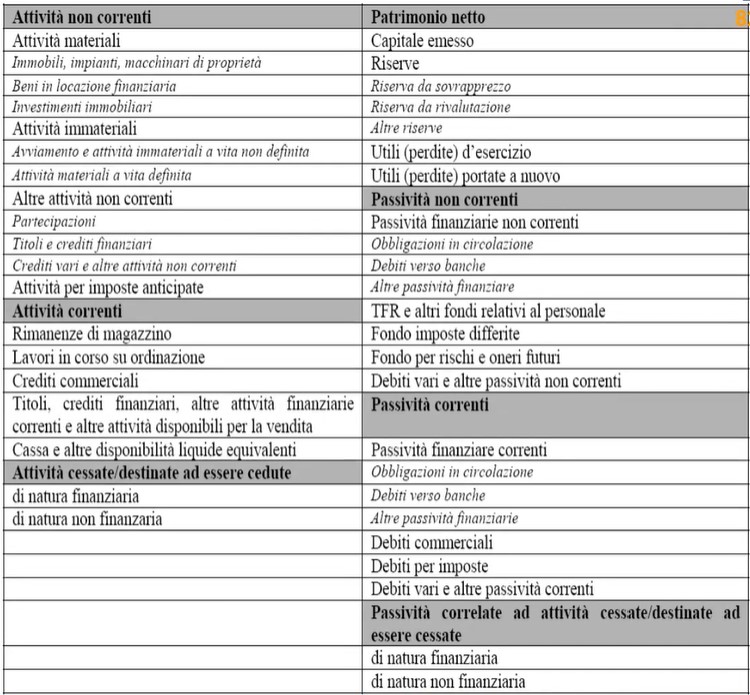 Attività non correnti
Attività materiali
Immobili, impianti, macchinari di proprietà
Beni in locazione finanziaria
Investimenti immobiliari
Attività immateriali
Avviamento e attività immateriali a vita non definita
Attività materiali a vita definita
Altre attività non correnti
Partecipazioni
Titoli e crediti finanziari
Crediti vari e altre attività non correnti
Attività per imposte anticipate
Attività correnti
Rimanenze di magazzino
Lavori in corso su ordinazione
Crediti commerciali
Titoli, crediti finanziari, altre attività finanziarie
correnti e altre attività disponibili per la vendita
Cassa e altre disponibilità liquide equivalenti
Attività cessate/destinate ad essere cedute
di natura finanziaria
di natura non finanzaria
Patrimonio netto
Capitale emesso
Riserve
Riserva da sovrapprezzo
Riserva da rivalutazione
Altre riserve
Utili (perdite) d'esercizio
Utili (perdite) portate a nuovo
Passività non correnti
Passività finanziarie non correnti
Obbligazioni in circolazione
Debiti verso banche
Altre passività finanziare
TFR e altri fondi relativi al personale
Fondo imposte differite
Fondo per rischi e oneri futuri
Debiti vari e altre passività non correnti
Passività correnti
Passività finanziare correnti
Obbligazioni in circolazione
Debiti verso banche
Altre passività finanziarie
Debiti commerciali
Debiti per imposte
Debiti vari e altre passività correnti
Passività correlate ad attività cessate/destinate ad
essere cessate
di natura finanziaria
di natura non finanziaria